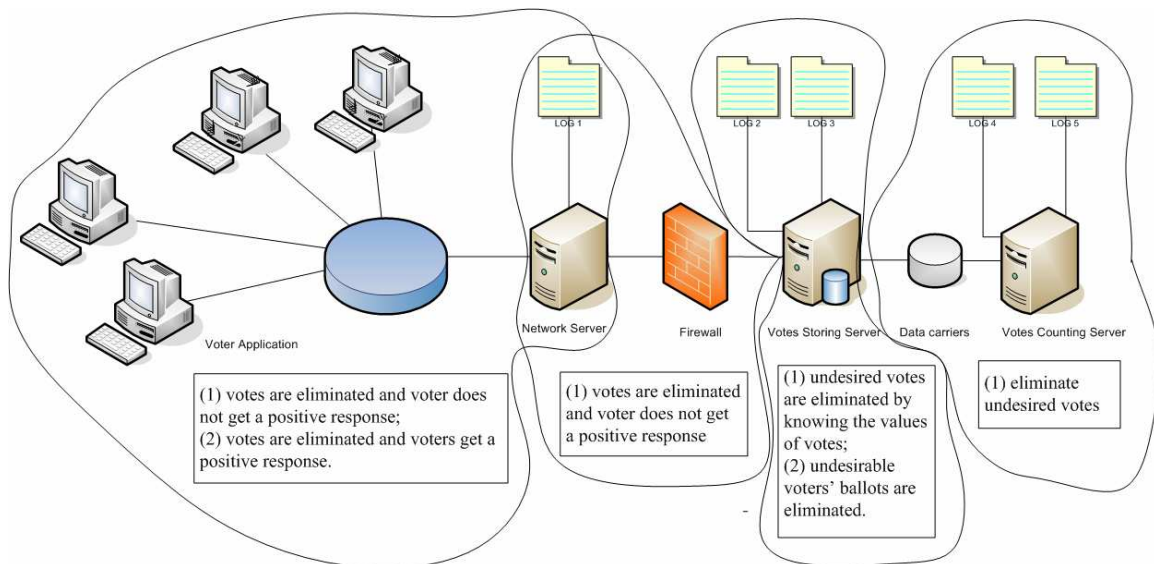 LOG 1
LOG 2
LOG 3
LOG 4
LOG 5
Voter Application
Network Server
Firewall
Votes Storing Server
Data carriers
Votes Counting Server
(1) votes are eliminated and voter does
not get a positive response;
(2) votes are eliminated and voters get a
positive response.
(1) votes are eliminated
and voter does not get
a positive response
(1) undesired votes
are eliminated by
knowing the values
of votes;
(2) undesirable
voters' ballots are
eliminated.
(1) eliminate
undesired votes
-